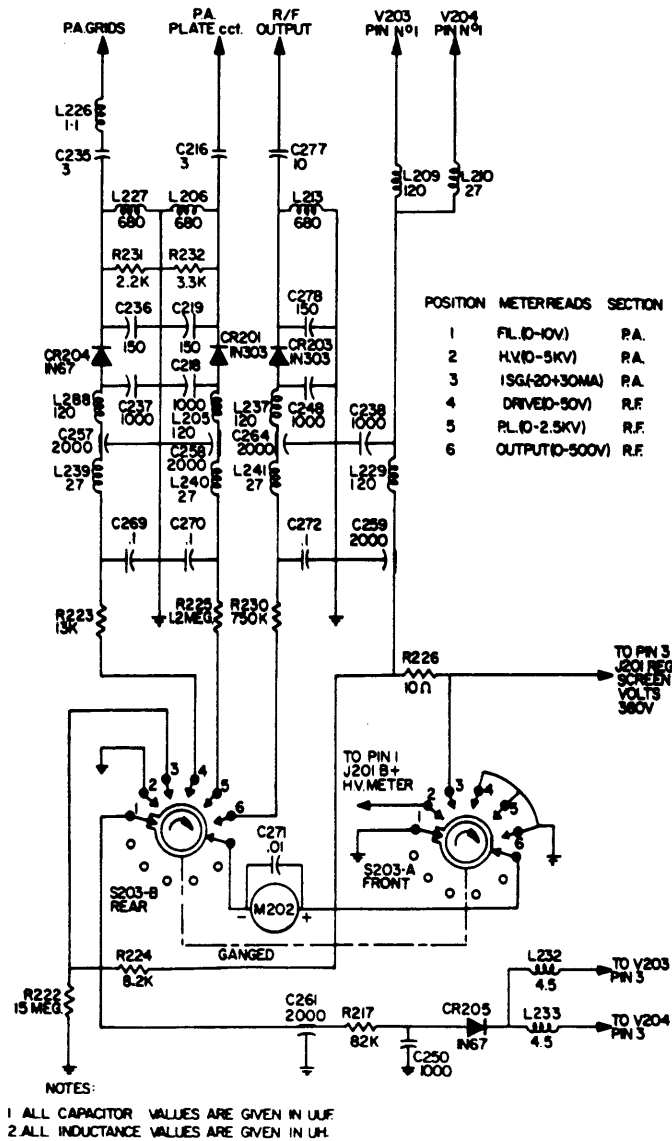 P.A.GRIDS
P.A.
PLATE cct.
R/F
OUTPUT
V203
PIN Nº1
V204
PIN Nº1
L226
1·1
C235
3
C216
3
C277
10
L209
120
L210
27
L227
680
L206
680
L213
680
R231
2.2K
R232
3.3K
C236
150
C219
150
C278
150
CR204
IN67
CR201
IN303
CR203
IN303
C237
1000
C218
1000
C248
1000
L288
120
L205
120
L237
120
C238
1000
C257
2000
C258
2000
C264
2000
L239
27
L240
27
L241
27
L229
120
C269
.1
C270
.1
C272
.1
C259
2000
R223
13K
R225
1.2MEG.
R230
750K
POSITION METER READS SECTION
1 FIL.(0-10V.) P.A.
2 H.V.(0-5KV) P.A.
3 ISG.(-20+30MA) P.A.
4 DRIVE(0-50V) R.F.
5 PL.(0-2.5KV) R.F.
6 OUTPUT(0-500V) R.F.
R226
10Ω
TO PIN 3
J201 REG
SCREEN
VOLTS
380V
TO PIN 1
J201 B+
H.V. METER
1
2
3
4
5
6
1
2
3
4
5
6
S203-B
REAR
C271
.01
- M202 +
S203-A
FRONT
GANGED
R224
8.2K
R222
15 MEG.
C261
2000
R217
82K
C250
1000
CR205
IN67
L232
4.5
TO V203
PIN 3
L233
4.5
TO V204
PIN 3
NOTES:
1 ALL CAPACITOR VALUES ARE GIVEN IN UUF.
2.ALL INDUCTANCE VALUES ARE GIVEN IN UH.